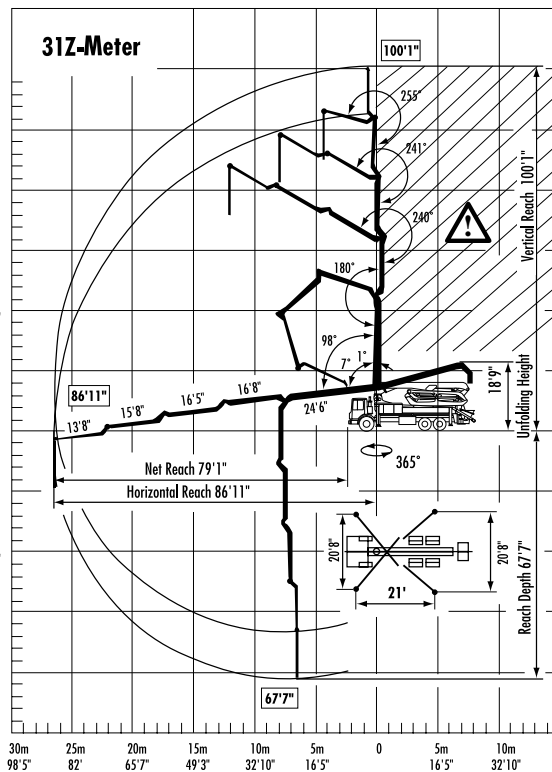 31Z-Meter
100'1"
255°
241°
240°
180°
98°
7°
1°
Vertical Reach 100'1"
Unfolding Height
18'9"
86'11"
13'8"
15'8"
16'5"
16'8"
24'6"
Net Reach 79'1"
Horizontal Reach 86'11"
365°
20'8"
20'8"
21'
Reach Depth 67'7"
67'7"
30m 25m 20m 15m 10m 5m 0 5m 10m
98'5" 82' 65'7" 49'3" 32'10" 16'5" 16'5" 32'10"